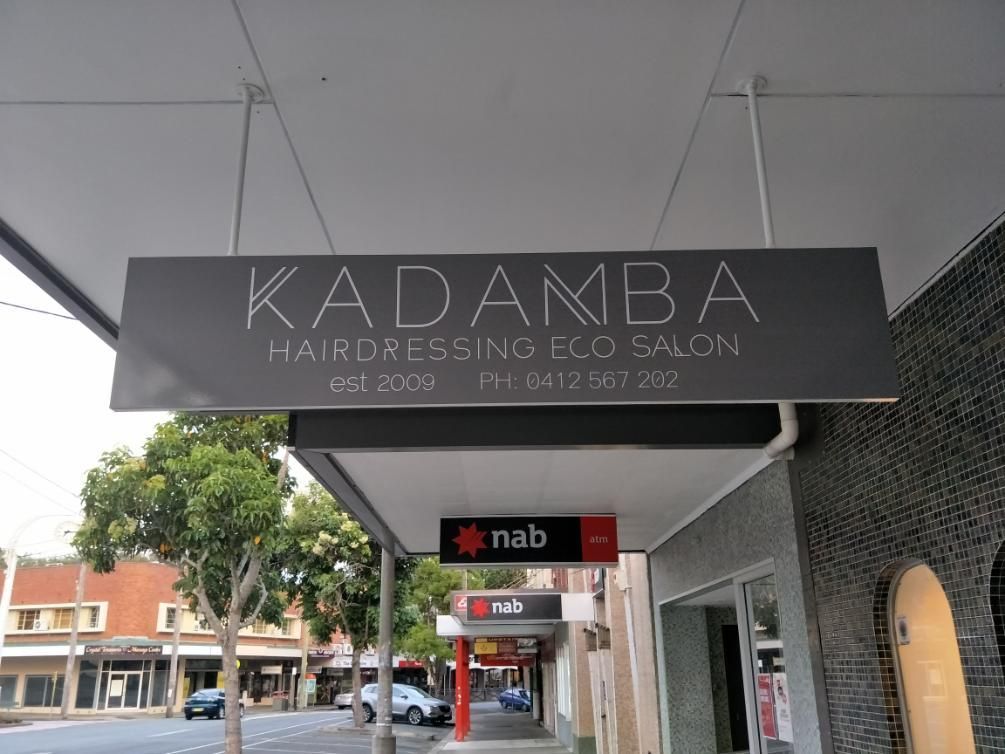 KADAMBA
HAIRDRESSING ECO SALON
est 2009 PH: 0412 567 202
nab atm
nab